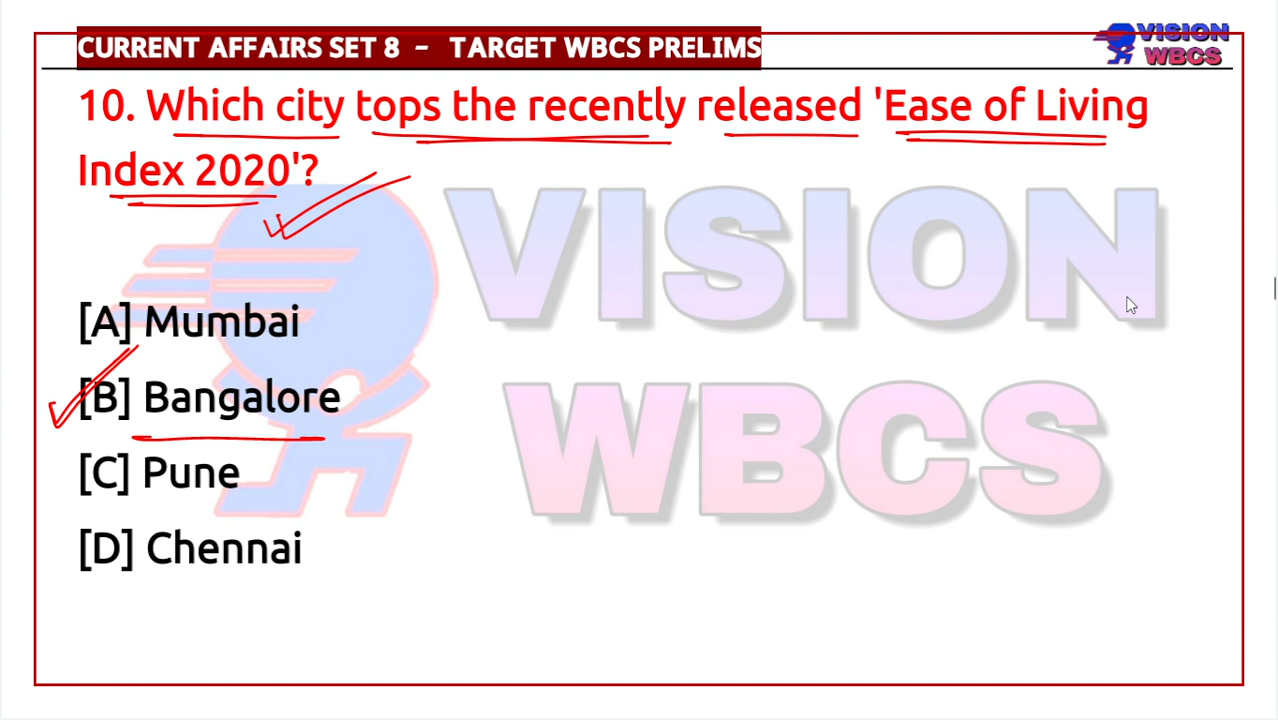 CURRENT AFFAIRS SET 8 - TARGET WBCS PRELIMS
VISION
WBCS
10. Which city tops the recently released 'Ease of Living
Index 2020'?
VISION
WBCS
[A] Mumbai
[B] Bangalore
[C] Pune
[D] Chennai